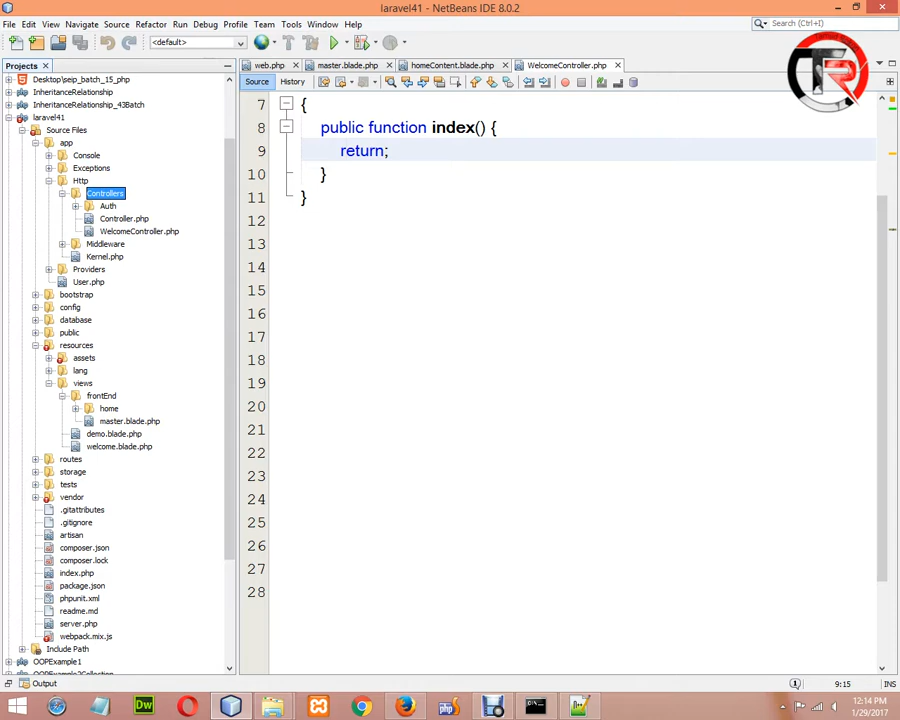 laravel41 - NetBeans IDE 8.0.2
File Edit View Navigate Source Refactor Run Debug Profile Team Tools Window Help
Search (Ctrl+I)
<default>
Projects
web.php master.blade.php homeContent.blade.php WelcomeController.php
Source History
Desktop\seip_batch_15_php
InheritanceRelationship
InheritanceRelationship_43Batch
laravel41
Source Files
app
Console
Exceptions
Http
Controllers
Auth
Controller.php
WelcomeController.php
Middleware
Kernel.php
Providers
User.php
bootstrap
config
database
public
resources
assets
lang
views
frontEnd
home
master.blade.php
demo.blade.php
welcome.blade.php
routes
storage
tests
vendor
.gitattributes
.gitignore
artisan
composer.json
composer.lock
index.php
package.json
phpunit.xml
readme.md
server.php
webpack.mix.js
Include Path
OOPExample1
OOPExample2Collection
7 {
8 public function index() {
9 return;
10 }
11 }
12
13
14
15
16
17
18
19
20
21
22
23
24
25
26
27
28
TR
Output
9:15 INS
Dw
12:14 PM
1/29/2017